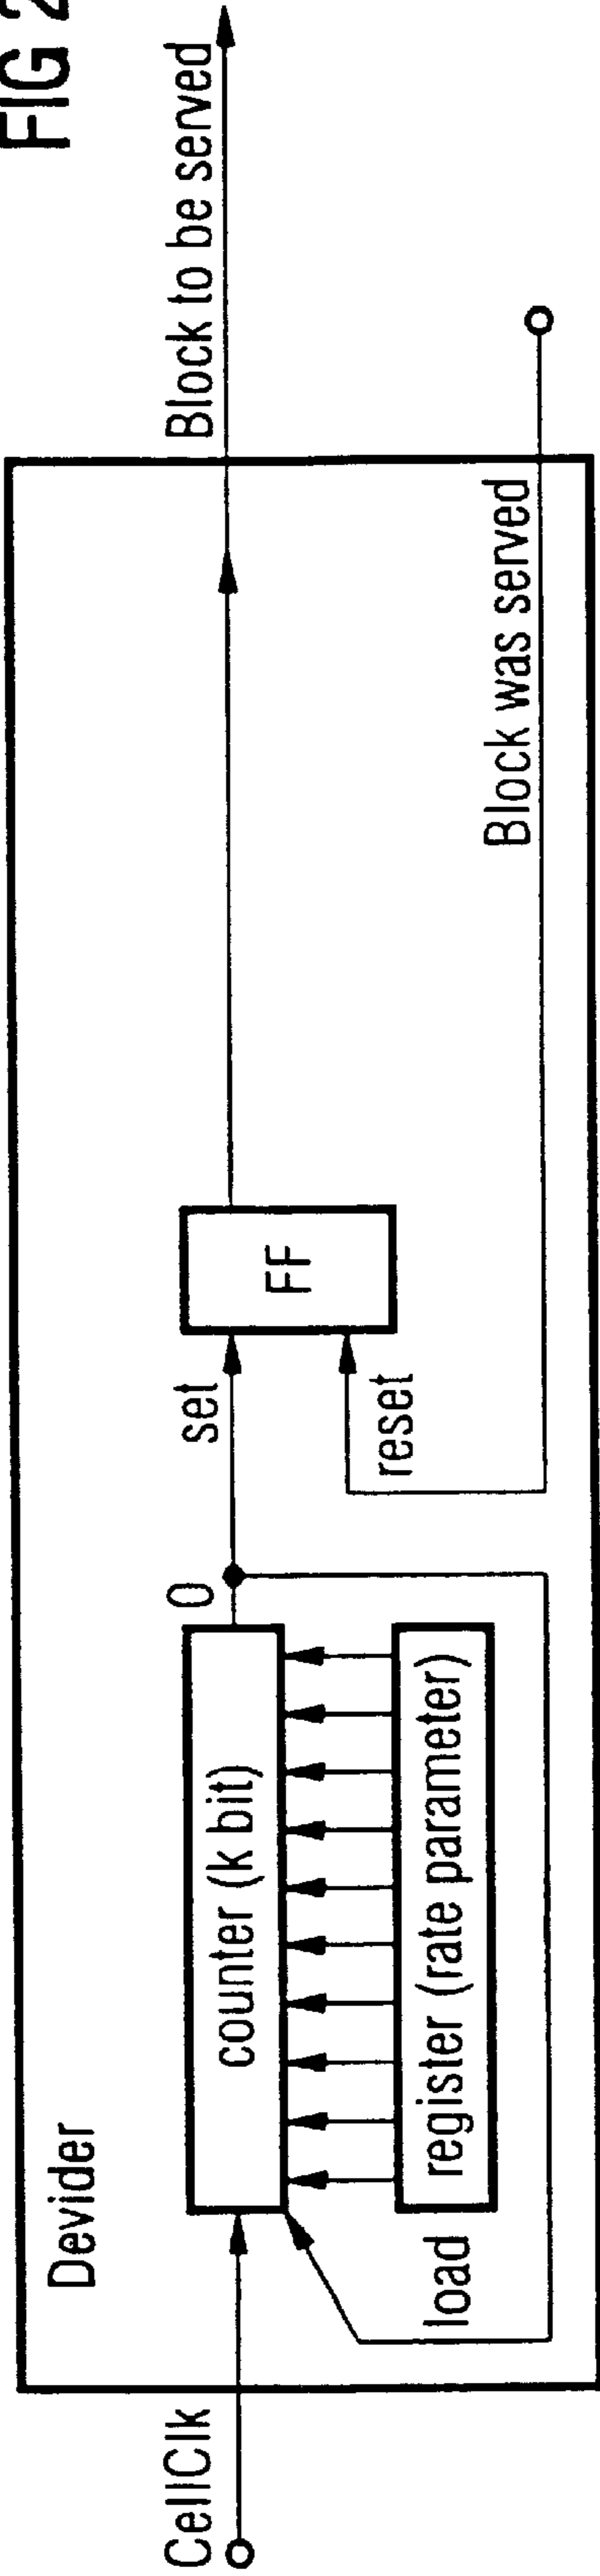 FIG 2
Devider
CellClk
counter (k bit)
0
set
FF
Block to be served
reset
register (rate parameter)
load
Block was served